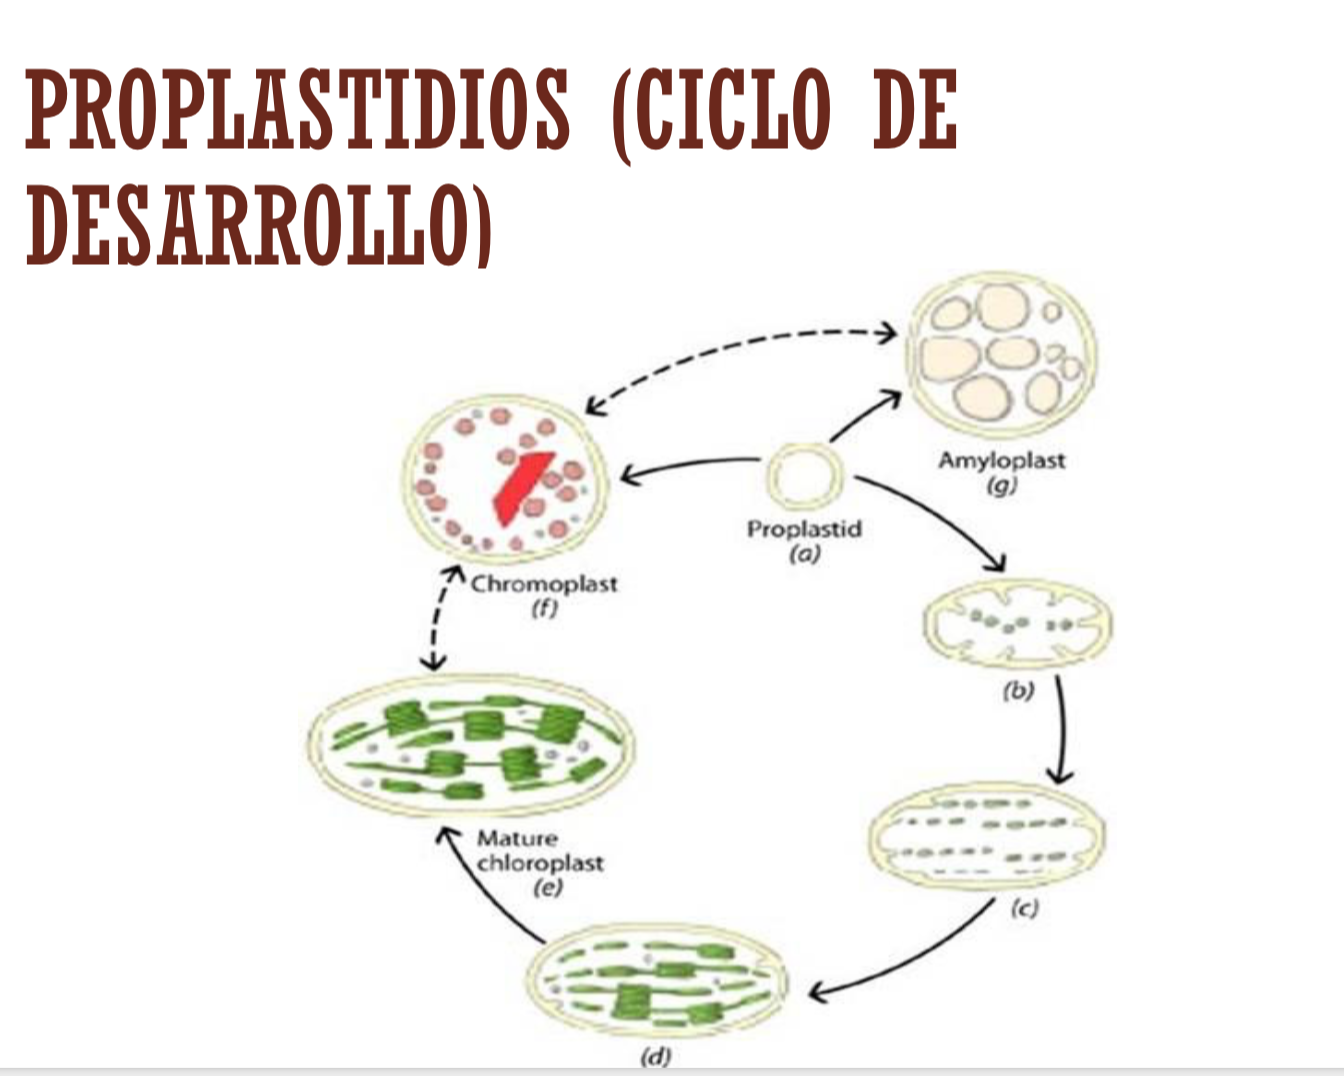 PROPLASTIDIOS (CICLO DE
DESARROLLO)
Amyloplast
(g)
Proplastid
(a)
Chromoplast
(f)
(b)
Mature
chloroplast
(e)
(c)
(d)